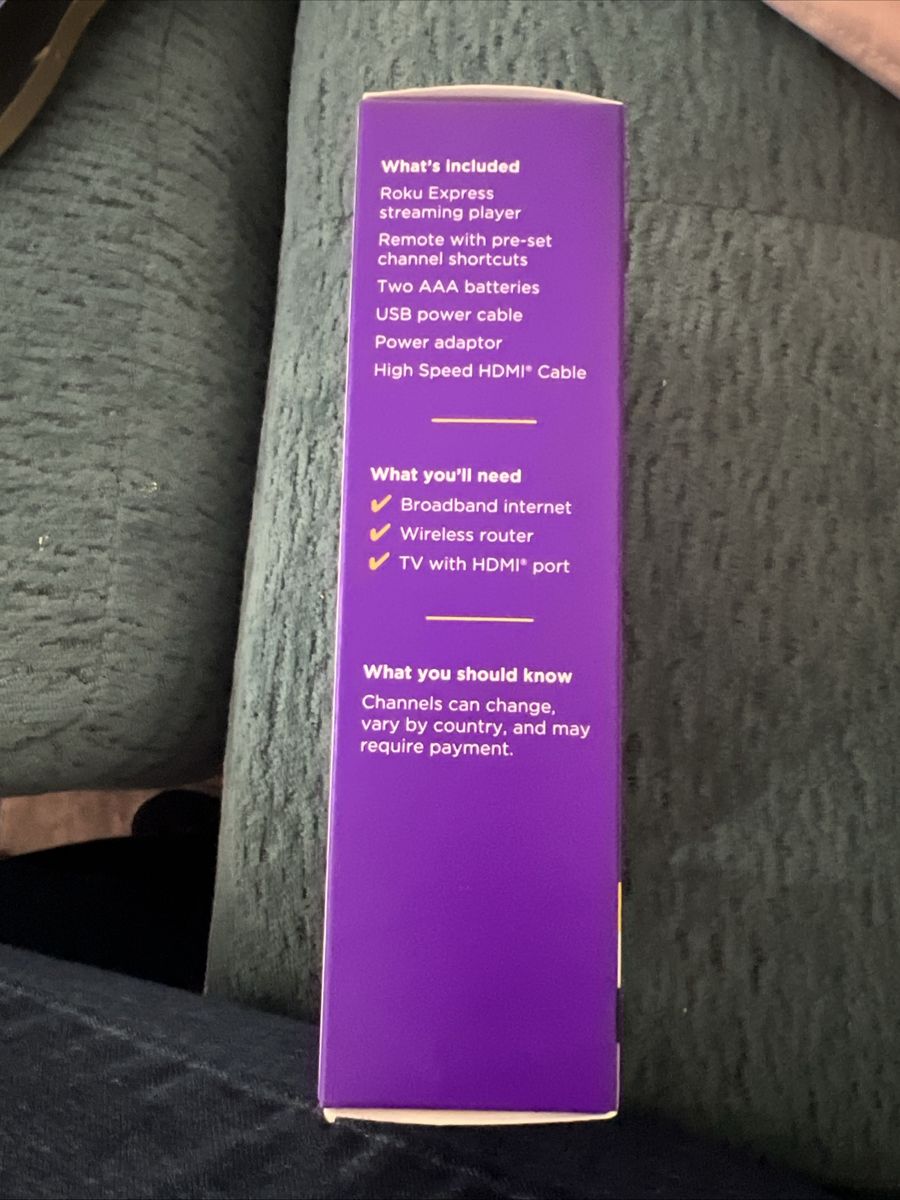 What's included
Roku Express
streaming player
Remote with pre-set
channel shortcuts
Two AAA batteries
USB power cable
Power adaptor
High Speed HDMI® Cable
What you'll need
✔ Broadband internet
✔ Wireless router
✔ TV with HDMI® port
What you should know
Channels can change,
vary by country, and may
require payment.